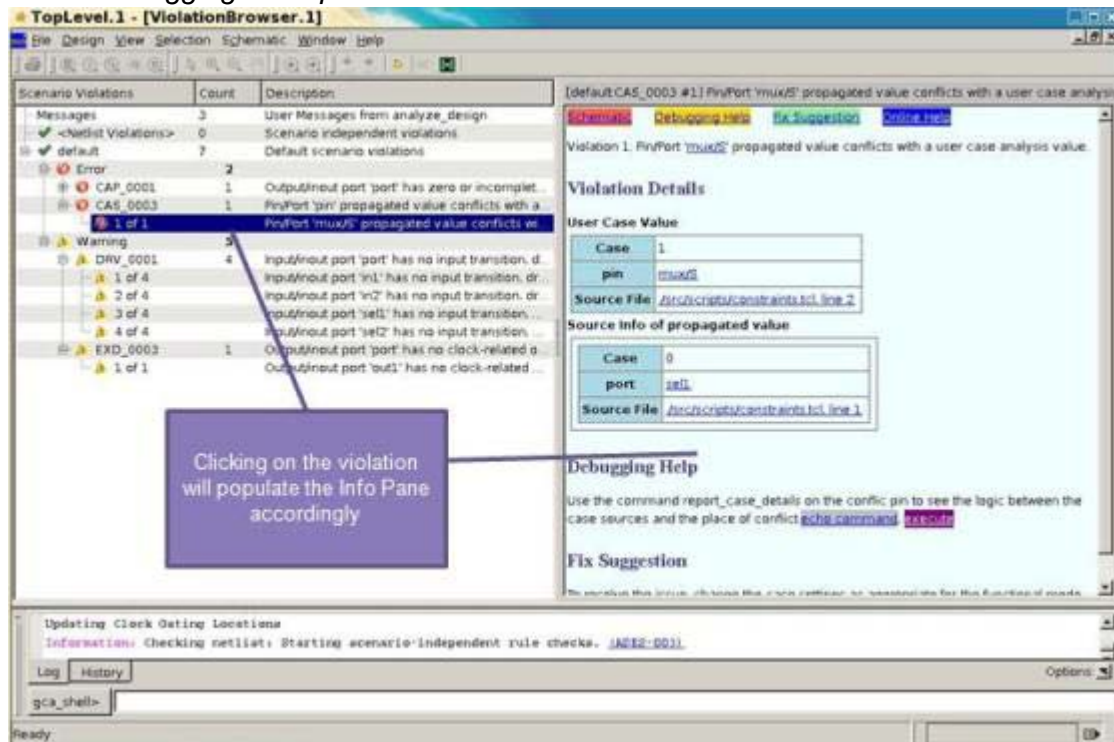 TopLevel.1 - [ViolationBrowser.1]
File Design View Selection Schematic Window Help
Scenario Violations Count Description
Messages 3 User Messages from analyze_design
<Netlist Violations> 0 Scenario independent violations
default 7 Default scenario violations
Error 2
CAP_0001 1 Output/inout port 'port' has zero or incomplet...
CAS_0003 1 Pin/Port 'pin' propagated value conflicts with a...
1 of 1 Pin/Port 'mux/S' propagated value conflicts wi...
Warning 5
DRV_0001 4 Input/inout port 'port' has no input transition, d...
1 of 4 Input/inout port 'in1' has no input transition, dr...
2 of 4 Input/inout port 'in2' has no input transition, dr...
3 of 4 Input/inout port 'sel1' has no input transition, ...
4 of 4 Input/inout port 'sel2' has no input transition, ...
EXD_0003 1 Output/inout port 'port' has no clock-related o...
1 of 1 Output/inout port 'out1' has no clock-related ...
Clicking on the violation
will populate the Info Pane
accordingly
[default:CAS_0003 #1] Pin/Port 'mux/S' propagated value conflicts with a user case analysis
Schematic Debugging Help Fix Suggestion Online Help
Violation 1. Pin/Port 'mux/S' propagated value conflicts with a user case analysis value.
Violation Details
User Case Value
Case 1
pin mux/S
Source File ./src/scripts/constraints.tcl, line 2
Source Info of propagated value
Case 0
port sel1
Source File ./src/scripts/constraints.tcl, line 1
Debugging Help
Use the command report_case_details on the conflic pin to see the logic between the
case sources and the place of conflict echo command, execute
Fix Suggestion
To resolve the issue, change the case settings as appropriate for the functional mode
Updating Clock Gating Locations
Information: Checking netlist: Starting scenario-independent rule checks. (ADES-003)
Log History Options:
gca_shell>
Ready